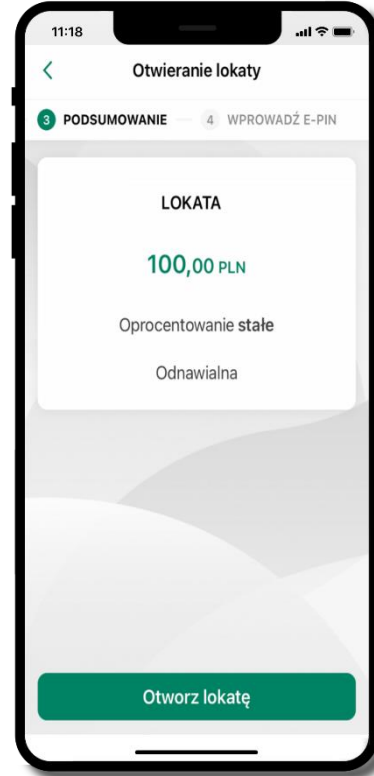 11:18
Otwieranie lokaty
3 PODSUMOWANIE 4 WPROWADŹ E-PIN
LOKATA
100,00 PLN
Oprocentowanie stałe
Odnawialna
Otworz lokatę